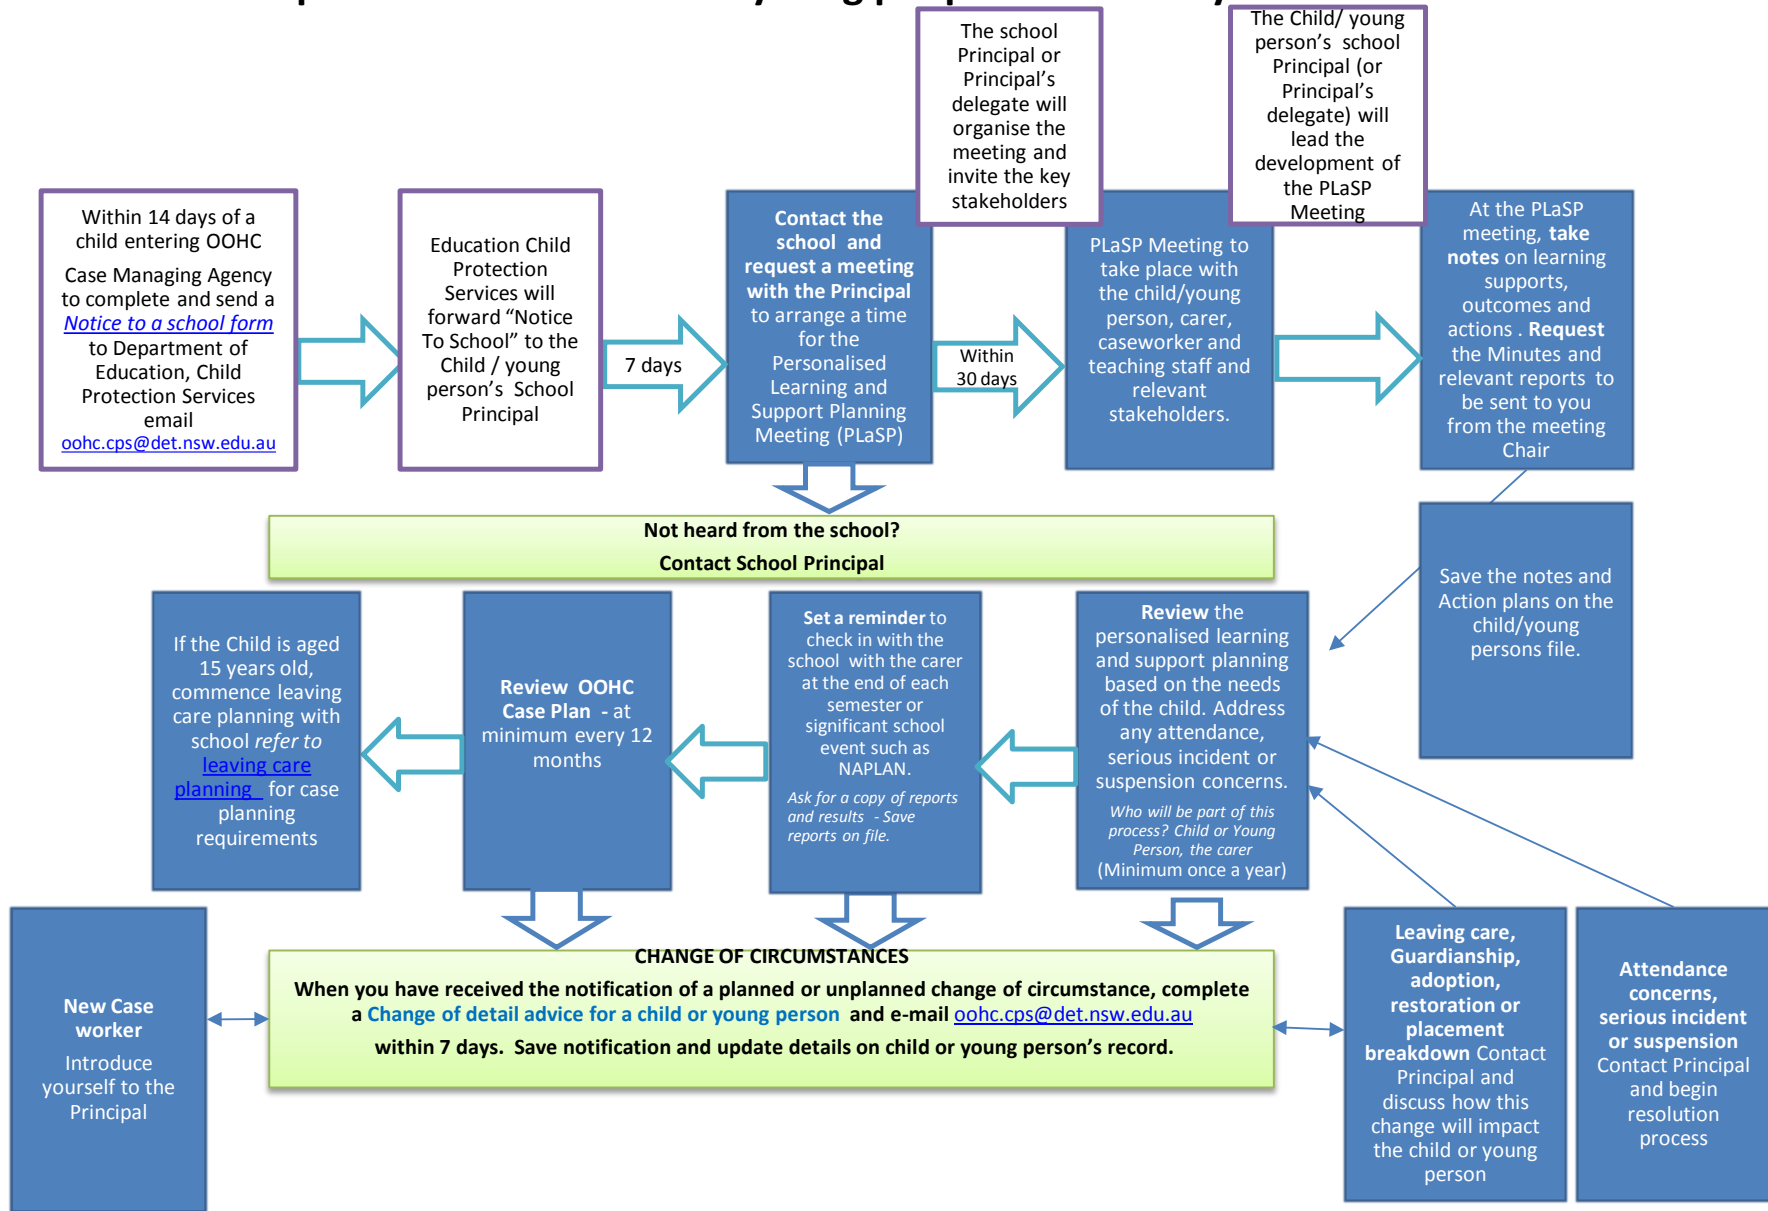 The school
Principal or
Principal's
delegate will
organise the
meeting and
invite the key
stakeholders
The Child/ young
person's school
Principal (or
Principal's
delegate) will
lead the
development of
the PLaSP
Meeting
Within 14 days of a
child entering OOHC
Case Managing Agency
to complete and send a
Notice to a school form
to Department of
Education, Child
Protection Services
email
oohc.cps@det.nsw.edu.au
Education Child
Protection
Services will
forward “Notice
To School” to the
Child / young
person's School
Principal
7 days
Contact the
school and
request a meeting
with the Principal
to arrange a time
for the
Personalised
Learning and
Support Planning
Meeting (PLaSP)
Within
30 days
PLaSP Meeting to
take place with
the child/young
person, carer,
caseworker and
teaching staff and
relevant
stakeholders.
At the PLaSP
meeting, take
notes on learning
supports,
outcomes and
actions . Request
the Minutes and
relevant reports to
be sent to you
from the meeting
Chair
Not heard from the school?
Contact School Principal
Save the notes and
Action plans on the
child/young
persons file.
If the Child is aged
15 years old,
commence leaving
care planning with
school refer to
leaving care
planning for case
planning
requirements
Review OOHC
Case Plan - at
minimum every 12
months
Set a reminder to
check in with the
school with the carer
at the end of each
semester or
significant school
event such as
NAPLAN.
Ask for a copy of reports
and results - Save
reports on file.
Review the
personalised learning
and support planning
based on the needs
of the child. Address
any attendance,
serious incident or
suspension concerns.
Who will be part of this
process? Child or Young
Person, the carer
(Minimum once a year)
New Case
worker
Introduce
yourself to the
Principal
CHANGE OF CIRCUMSTANCES
When you have received the notification of a planned or unplanned change of circumstance, complete
a Change of detail advice for a child or young person and e-mail oohc.cps@det.nsw.edu.au
within 7 days. Save notification and update details on child or young person's record.
Leaving care,
Guardianship,
adoption,
restoration or
placement
breakdown Contact
Principal and
discuss how this
change will impact
the child or young
person
Attendance
concerns,
serious incident
or suspension
Contact Principal
and begin
resolution
process